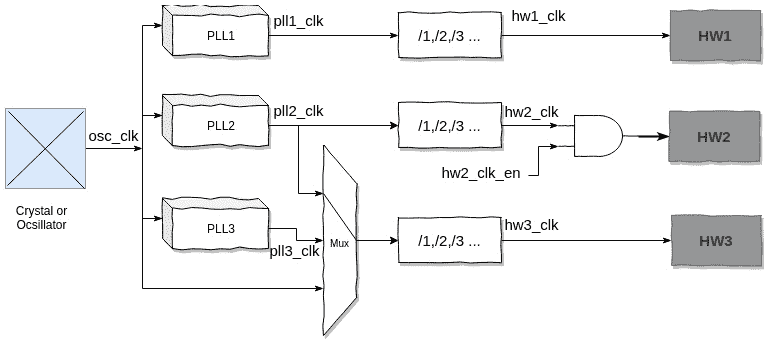 pll1_clk
hw1_clk
PLL1
/1,/2,/3 ...
HW1
pll2_clk
hw2_clk
osc_clk
PLL2
/1,/2,/3 ...
HW2
hw2_clk_en
Crystal or
Ocsillator
PLL3
hw3_clk
pll3_clk
Mux
/1,/2,/3 ...
HW3